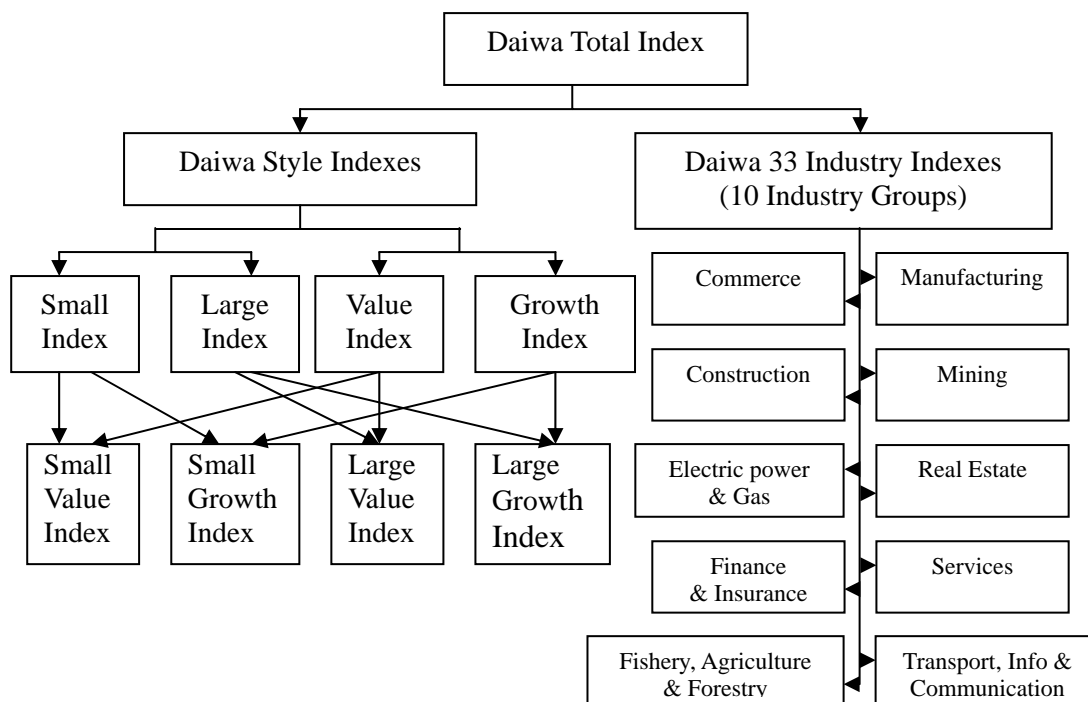 Daiwa Total Index
Daiwa Style Indexes
Daiwa 33 Industry Indexes
(10 Industry Groups)
Small
Index
Large
Index
Value
Index
Growth
Index
Small
Value
Index
Small
Growth
Index
Large
Value
Index
Large
Growth
Index
Commerce
Manufacturing
Construction
Mining
Electric power
& Gas
Real Estate
Finance
& Insurance
Services
Fishery, Agriculture
& Forestry
Transport, Info &
Communication